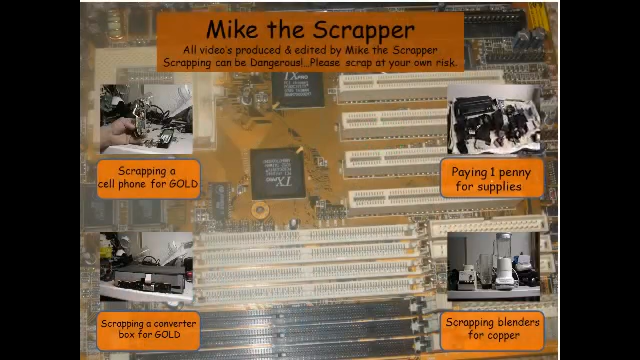 Mike the Scrapper
All video's produced & edited by Mike the Scrapper
Scrapping can be Dangerous!...Please scrap at your own risk.
Scrapping a
cell phone for GOLD
Paying 1 penny
for supplies
Scrapping a converter
box for GOLD
Scrapping blenders
for copper